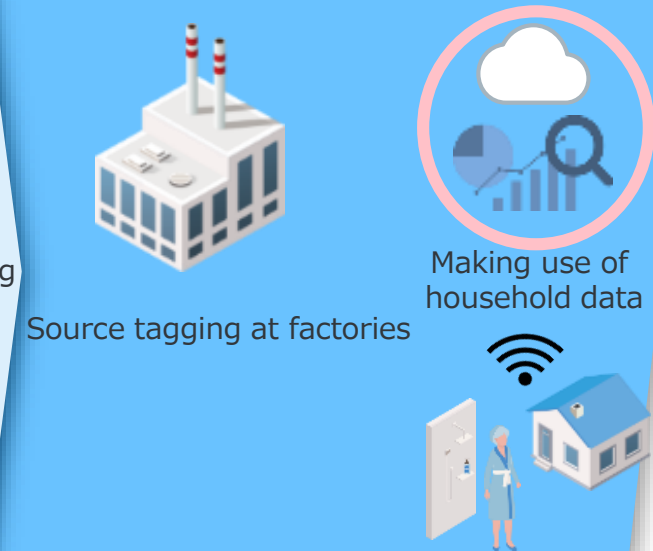 g
Source tagging at factories
Making use of
household data